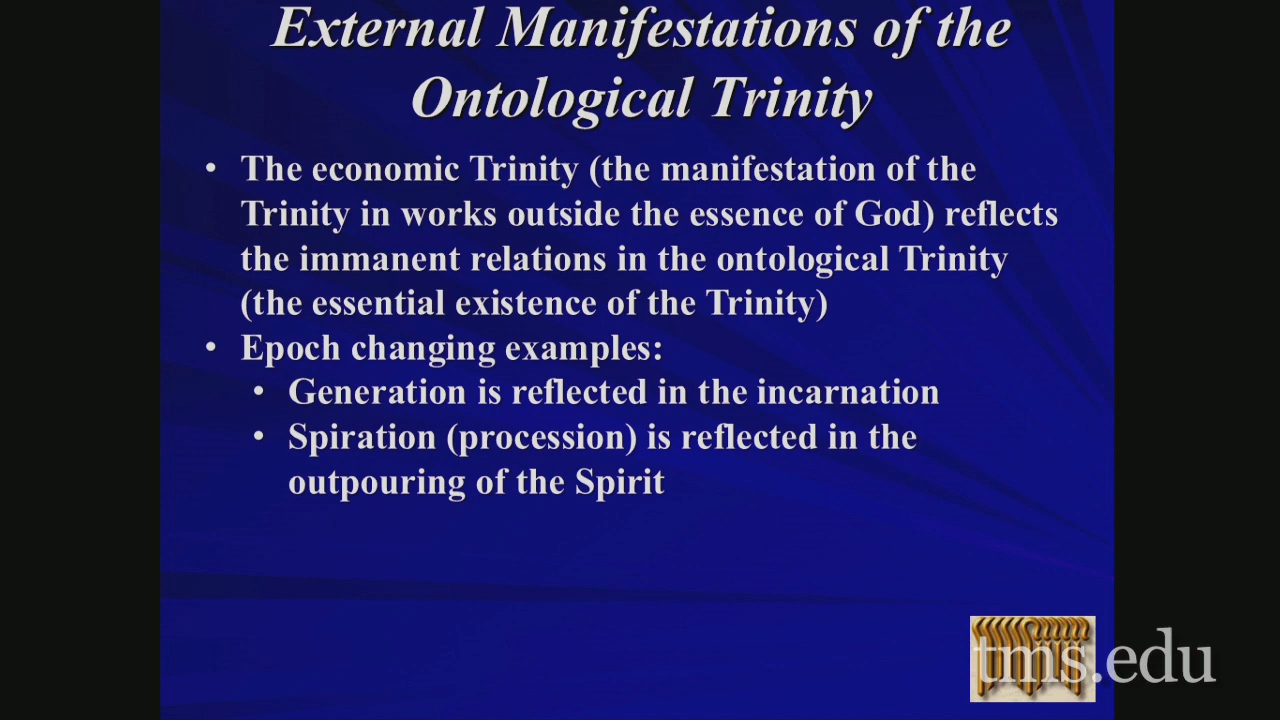 External Manifestations of the
Ontological Trinity
• The economic Trinity (the manifestation of the
Trinity in works outside the essence of God) reflects
the immanent relations in the ontological Trinity
(the essential existence of the Trinity)
• Epoch changing examples:
• Generation is reflected in the incarnation
• Spiration (procession) is reflected in the
outpouring of the Spirit
tms.edu